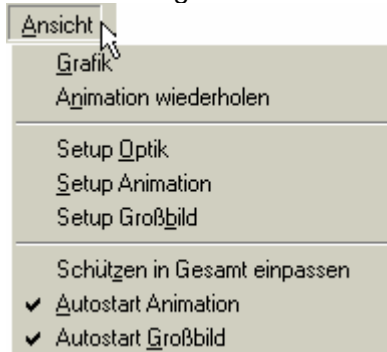 Ansicht
Grafik
Animation wiederholen
Setup Optik
Setup Animation
Setup Großbild
Schützen in Gesamt einpassen
Autostart Animation
Autostart Großbild